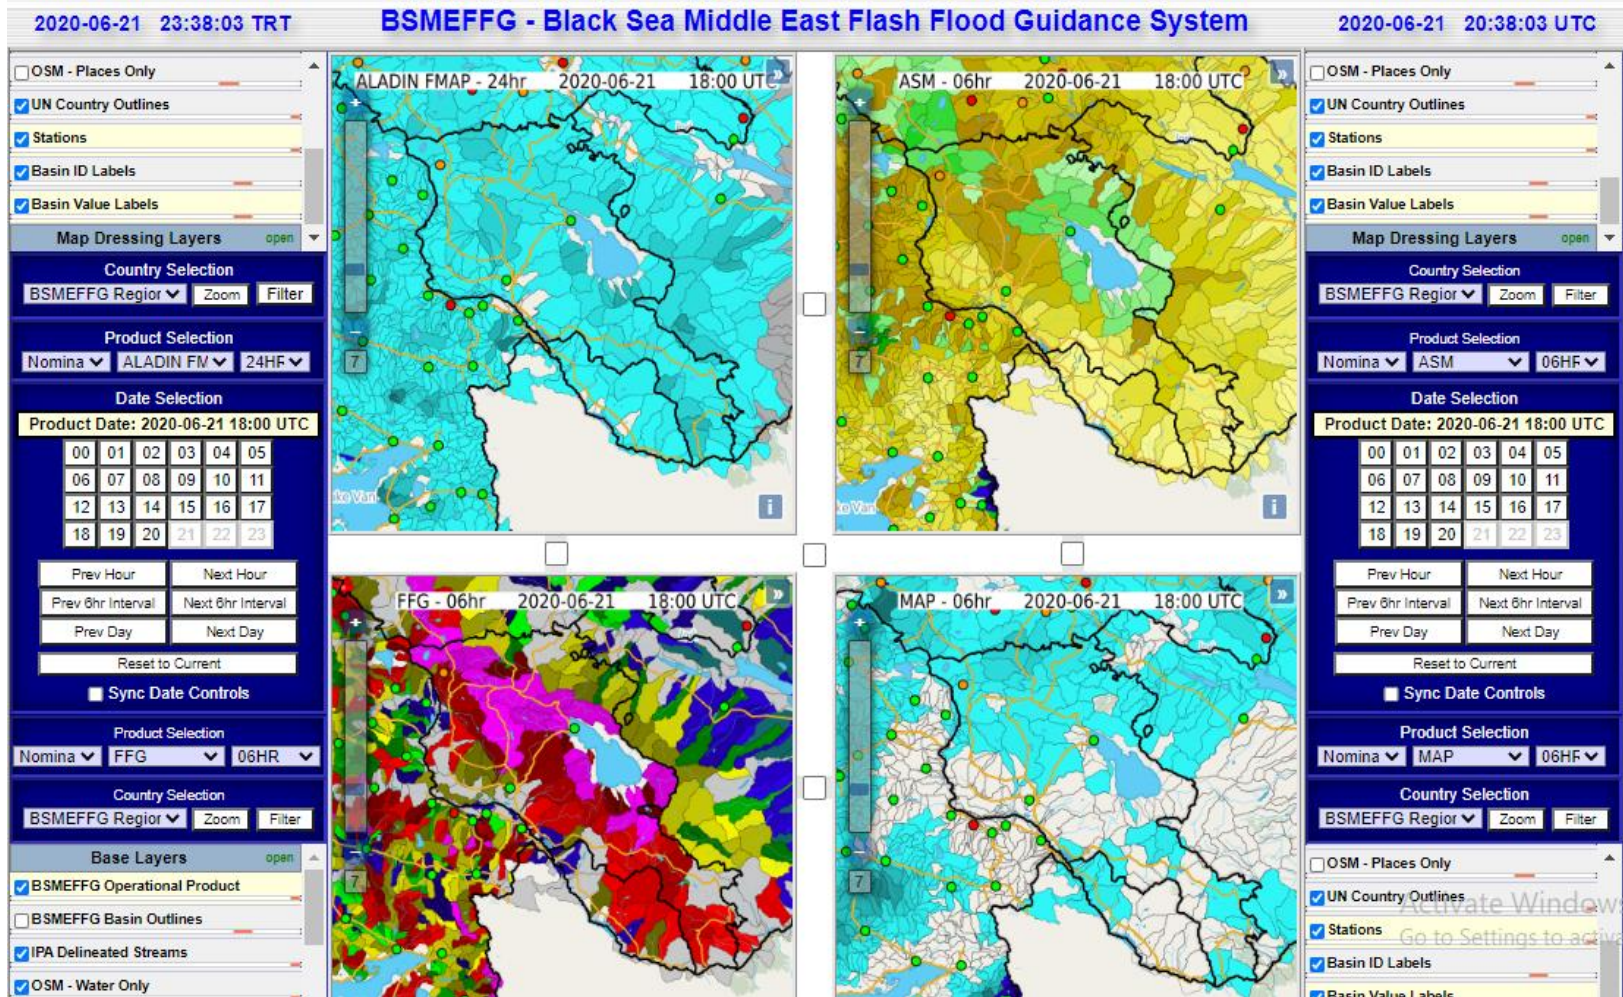 2020-06-21 23:38:03 TRT
BSMEFFG - Black Sea Middle East Flash Flood Guidance System
2020-06-21 20:38:03 UTC
OSM - Places Only
UN Country Outlines
Stations
Basin ID Labels
Basin Value Labels
Map Dressing Layers open
Country Selection
BSMEFFG Regior Zoom Filter
Product Selection
Nomina ALADIN FM 24HF
Date Selection
Product Date: 2020-06-21 18:00 UTC
00 01 02 03 04 05
06 07 08 09 10 11
12 13 14 15 16 17
18 19 20 21 22 23
Prev Hour Next Hour
Prev 6hr Interval Next 6hr Interval
Prev Day Next Day
Reset to Current
Sync Date Controls
Product Selection
Nomina FFG 06HR
Country Selection
BSMEFFG Regior Zoom Filter
Base Layers open
BSMEFFG Operational Product
BSMEFFG Basin Outlines
IPA Delineated Streams
OSM - Water Only
ALADIN FMAP - 24hr 2020-06-21 18:00 UTC »
+
−
7
ke Van
i
ASM - 06hr 2020-06-21 18:00 UTC »
+
−
7
e Van
i
FFG - 06hr 2020-06-21 18:00 UTC »
+
−
7
MAP - 06hr 2020-06-21 18:00 UTC »
+
−
7
OSM - Places Only
UN Country Outlines
Stations
Basin ID Labels
Basin Value Labels
Map Dressing Layers open
Country Selection
BSMEFFG Regior Zoom Filter
Product Selection
Nomina ASM 06HF
Date Selection
Product Date: 2020-06-21 18:00 UTC
00 01 02 03 04 05
06 07 08 09 10 11
12 13 14 15 16 17
18 19 20 21 22 23
Prev Hour Next Hour
Prev 6hr Interval Next 6hr Interval
Prev Day Next Day
Reset to Current
Sync Date Controls
Product Selection
Nomina MAP 06HF
Country Selection
BSMEFFG Regior Zoom Filter
OSM - Places Only
UN Country Outlines
Activate Windows
Stations
Go to Settings to activa
Basin ID Labels
Basin Value Labels